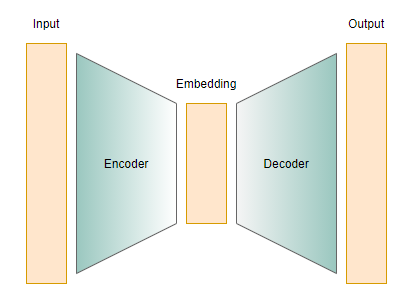 Input
Output
Embedding
Encoder
Decoder